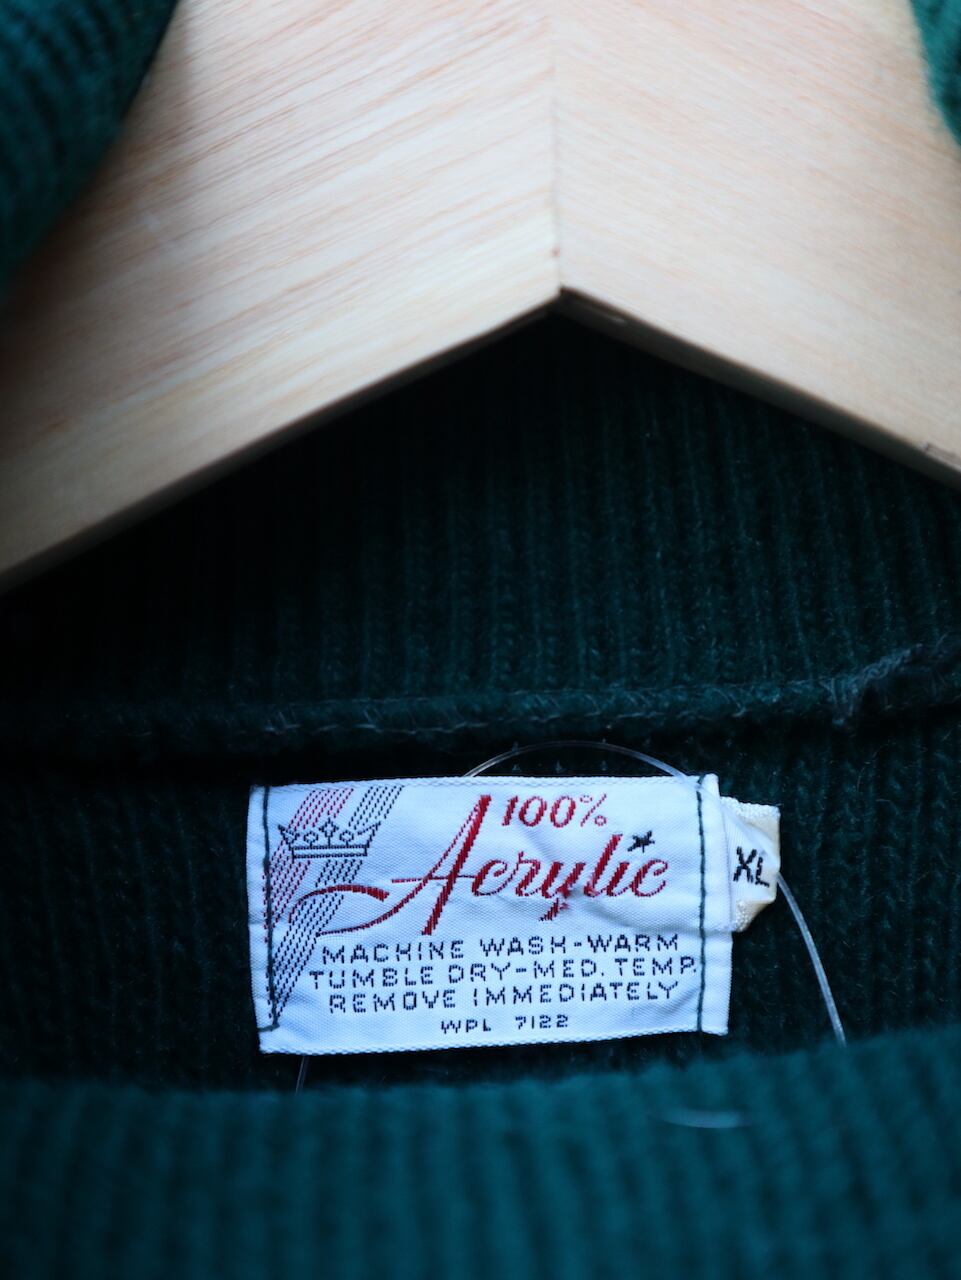 100%
Acrylic
XL
MACHINE WASH-WARM
TUMBLE DRY-MED. TEMP.
REMOVE IMMEDIATELY
WPL 7122